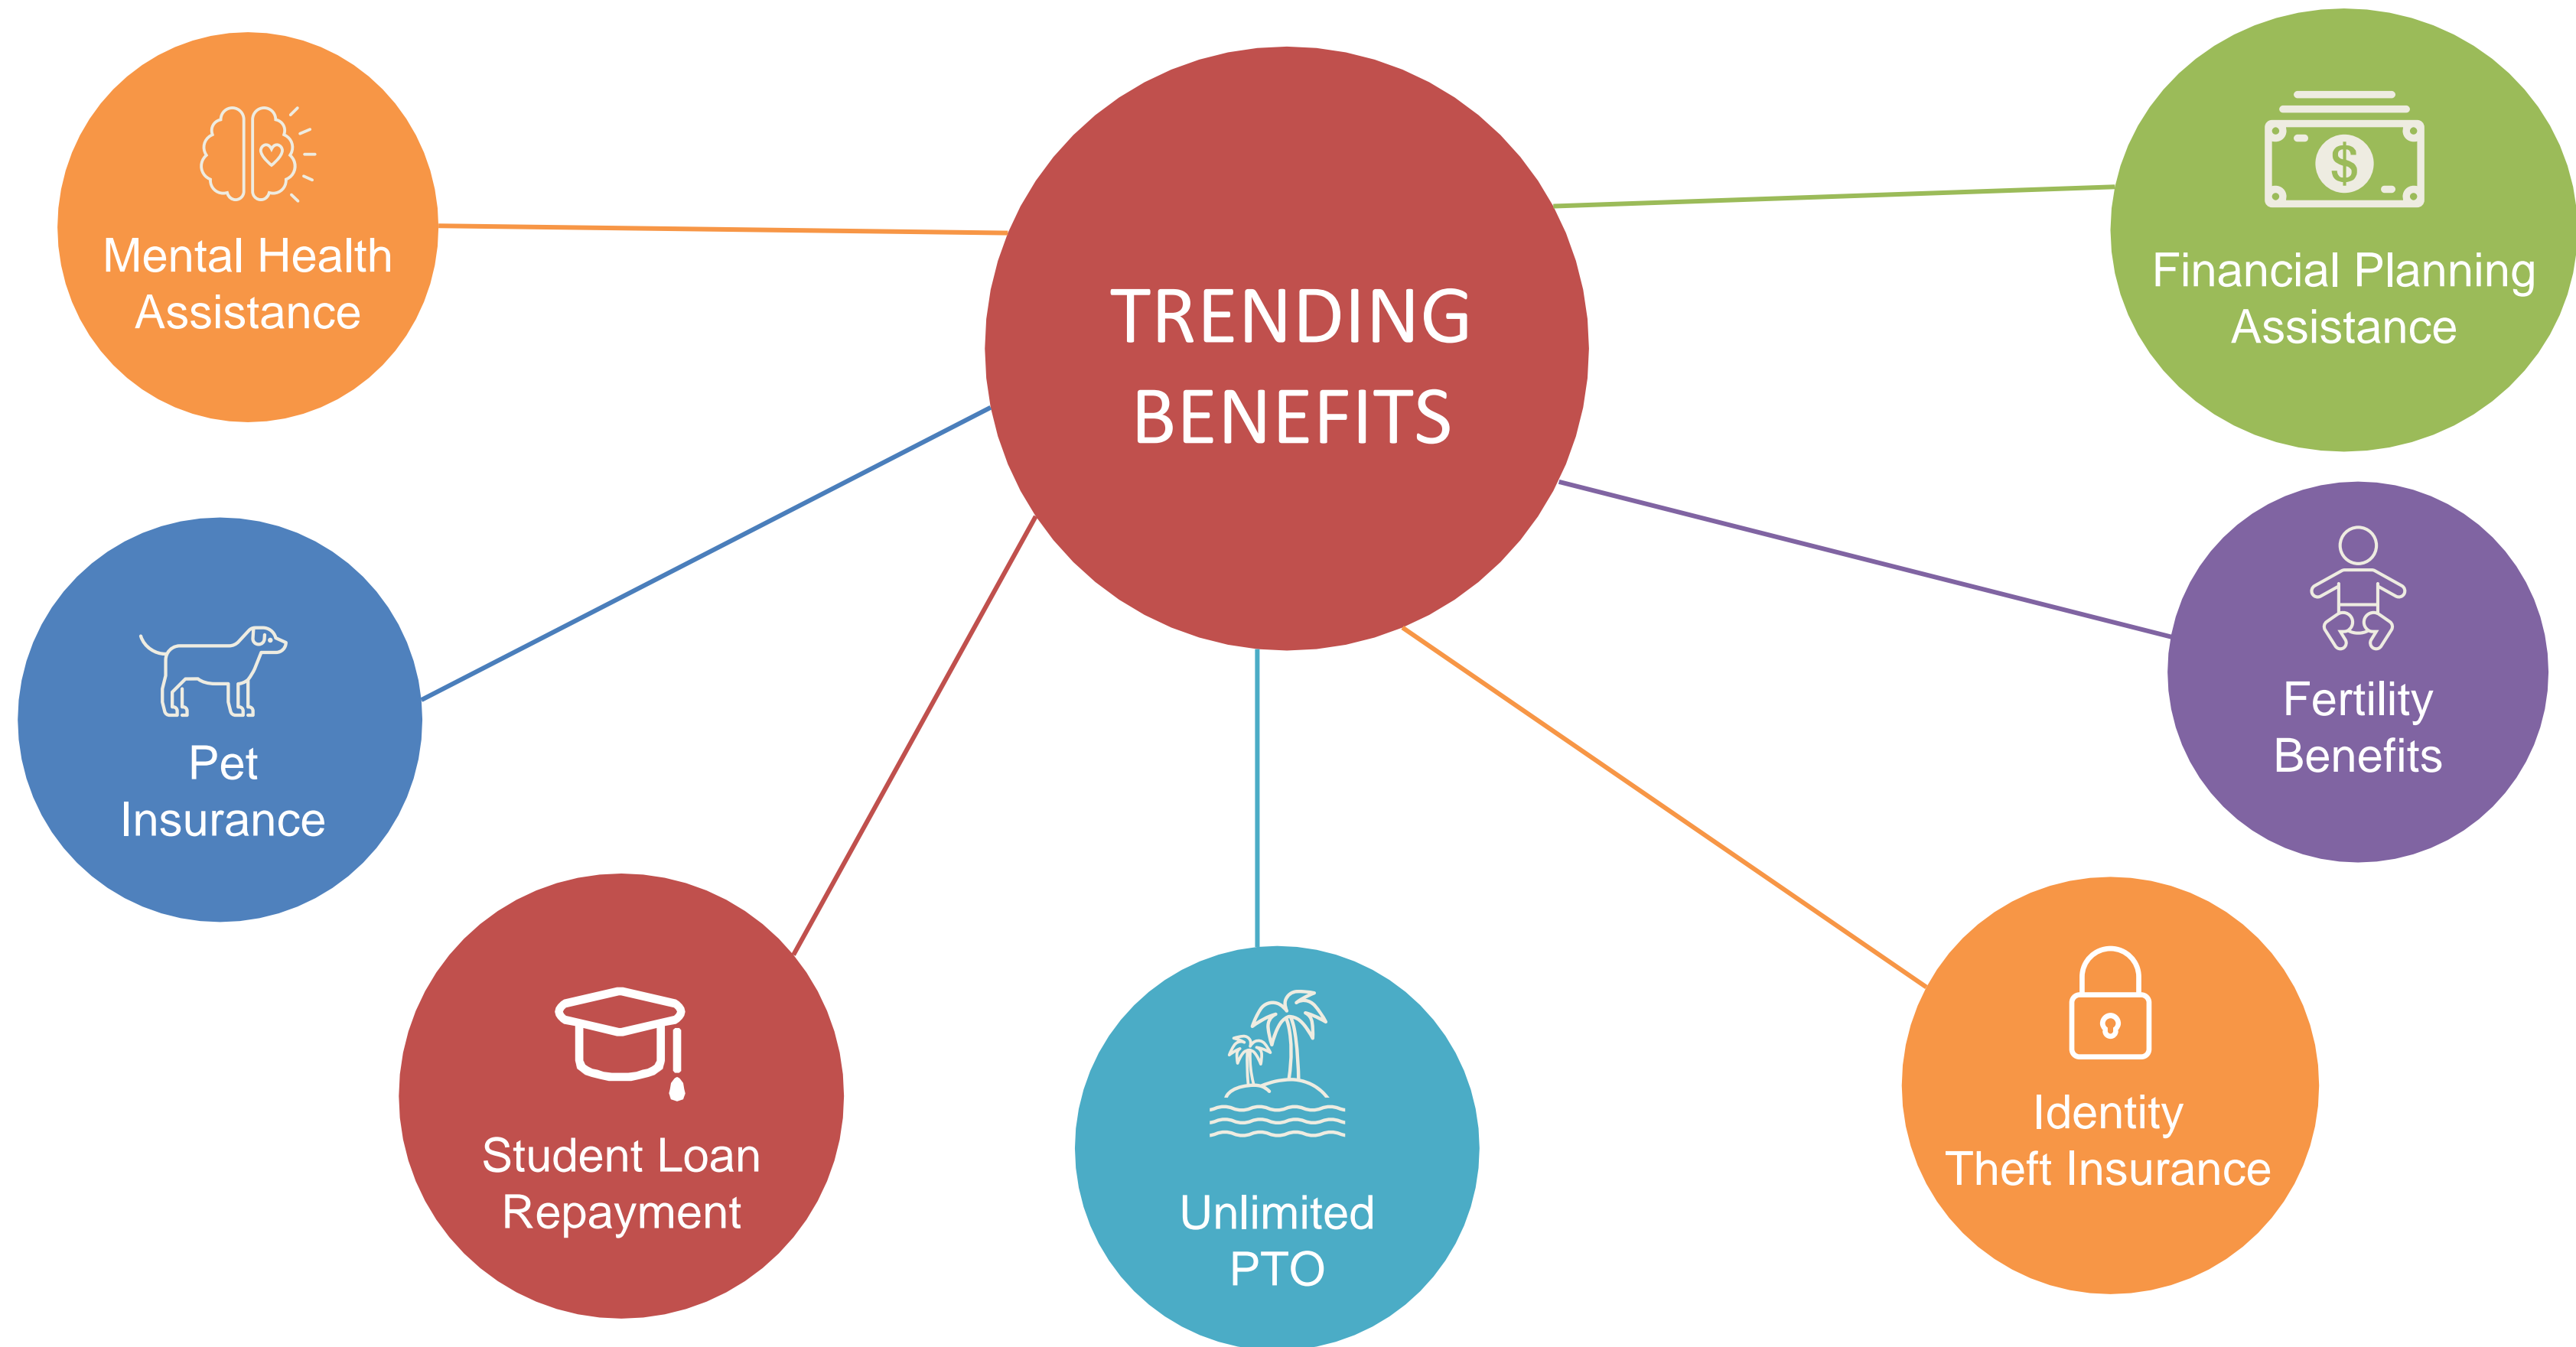 TRENDING
BENEFITS
Mental Health
Assistance
Pet
Insurance
Student Loan
Repayment
Unlimited
PTO
Identity
Theft Insurance
Fertility
Benefits
$
Financial Planning
Assistance